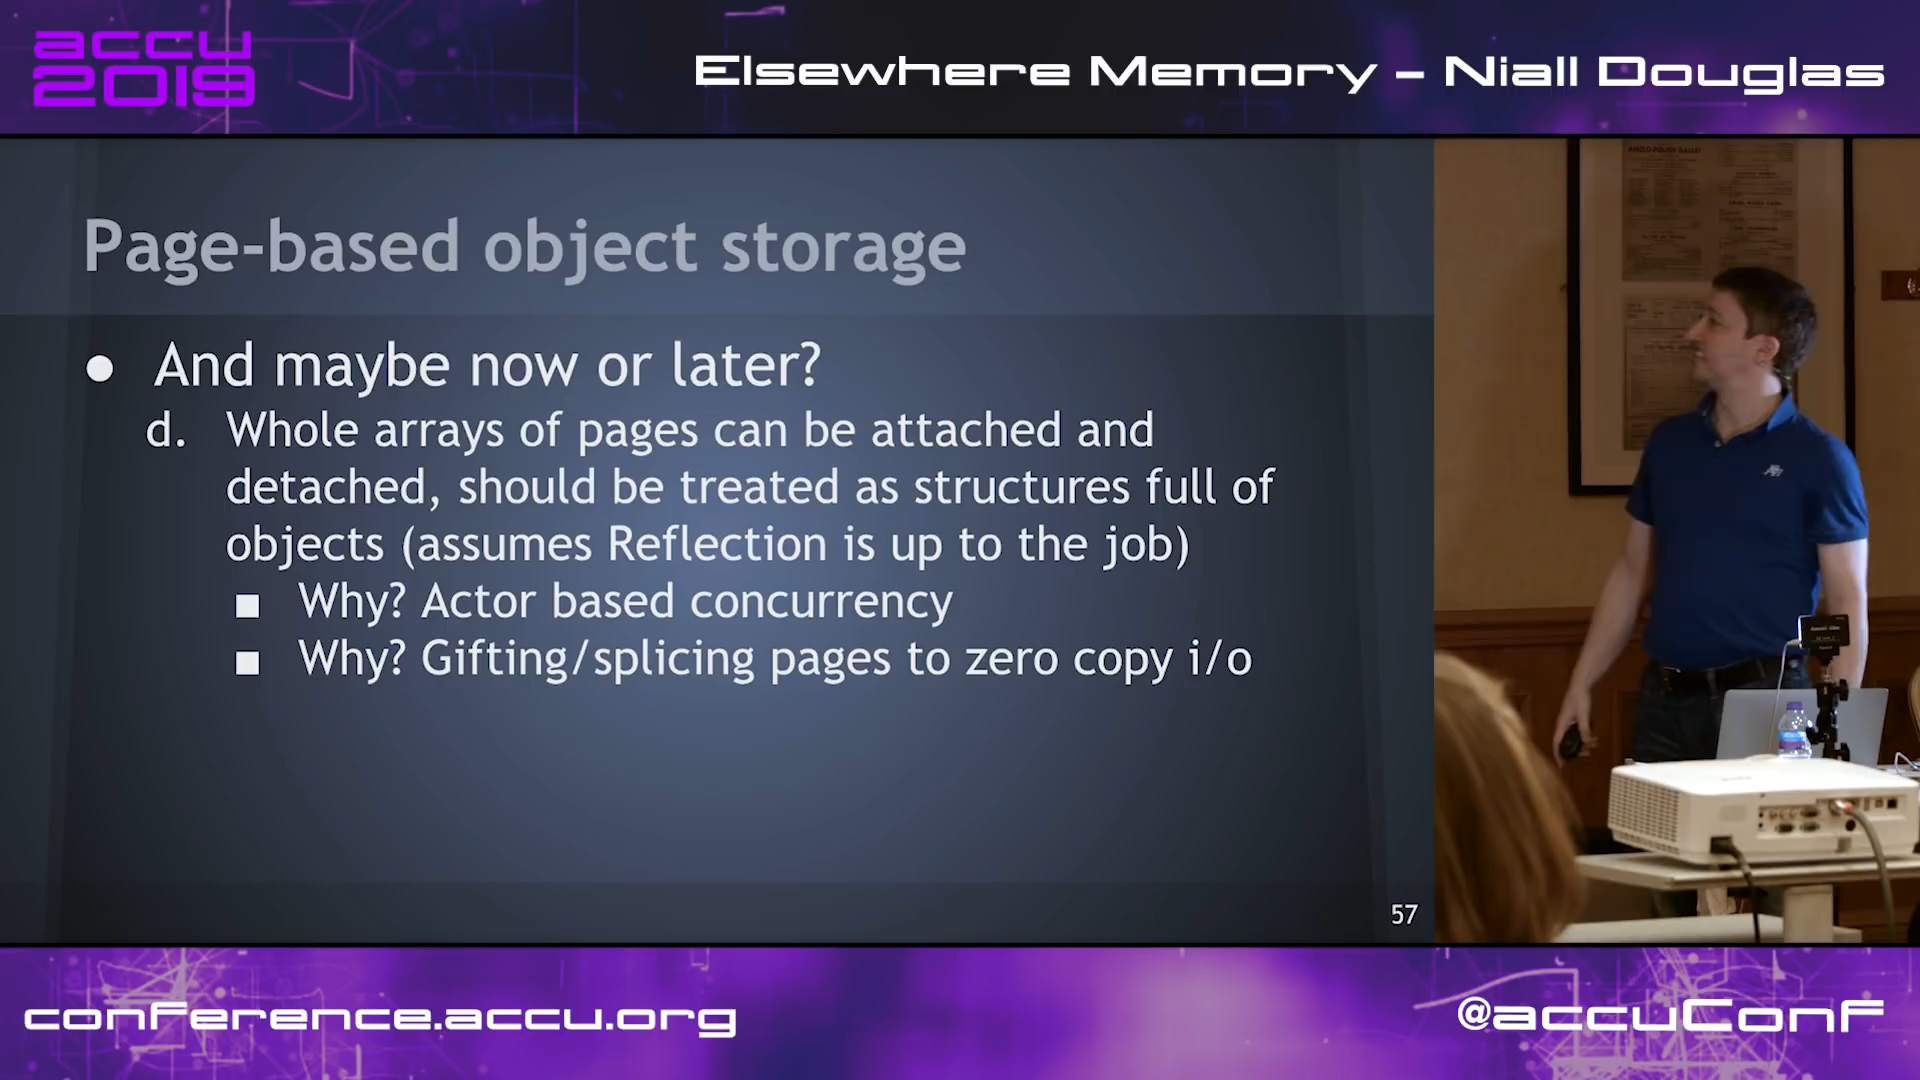 accu
2019
Elsewhere Memory – Niall Douglas
Page-based object storage
● And maybe now or later?
d. Whole arrays of pages can be attached and
detached, should be treated as structures full of
objects (assumes Reflection is up to the job)
■ Why? Actor based concurrency
■ Why? Gifting/splicing pages to zero copy i/o
57
conference.accu.org
@accuConf